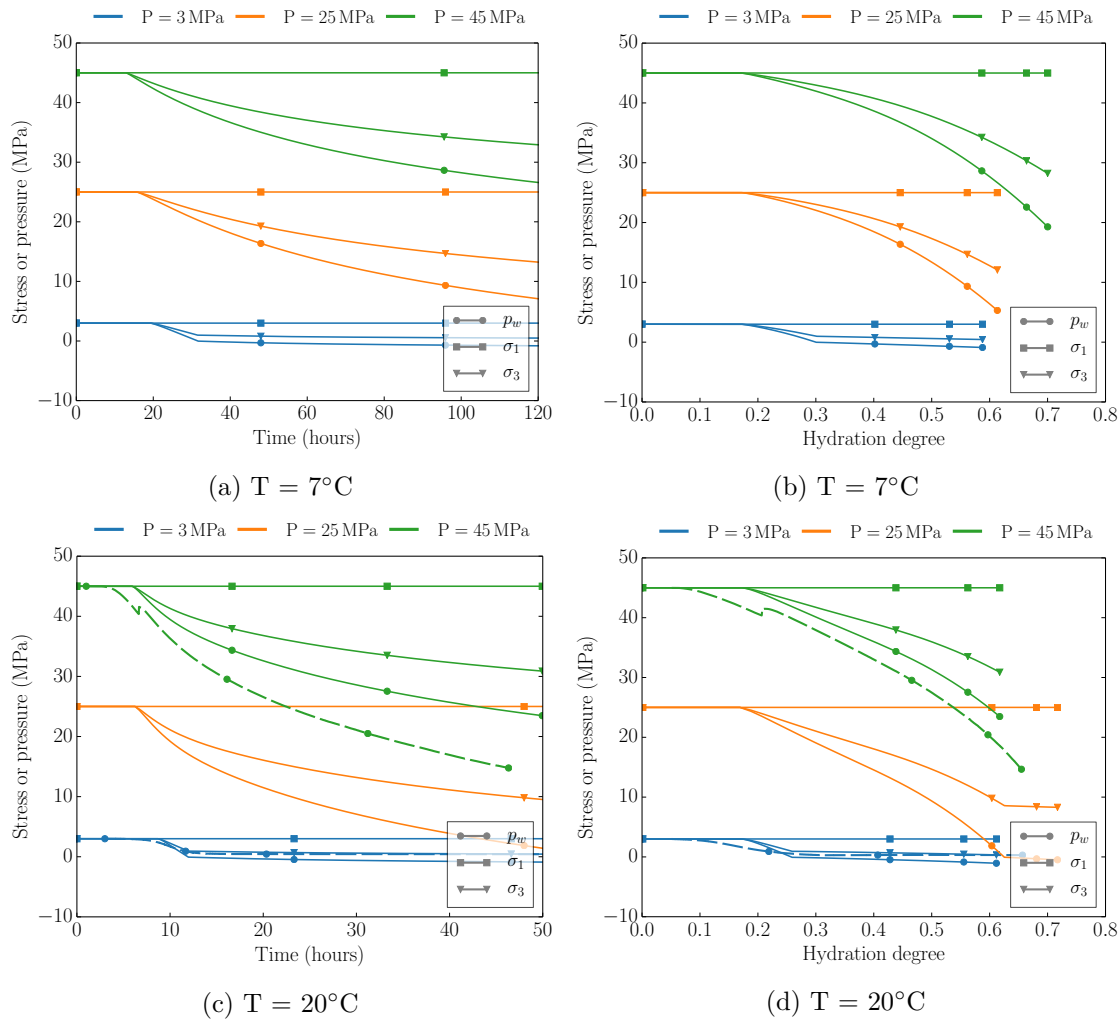 P = 3 MPa P = 25 MPa P = 45 MPa
50
40
30
20
10
0
−10
Stress or pressure (MPa)
p_w
σ_1
σ_3
0 20 40 60 80 100 120
Time (hours)
(a) T = 7°C
P = 3 MPa P = 25 MPa P = 45 MPa
50
40
30
20
10
0
−10
Stress or pressure (MPa)
p_w
σ_1
σ_3
0.0 0.1 0.2 0.3 0.4 0.5 0.6 0.7 0.8
Hydration degree
(b) T = 7°C
P = 3 MPa P = 25 MPa P = 45 MPa
50
40
30
20
10
0
−10
Stress or pressure (MPa)
p_w
σ_1
σ_3
0 10 20 30 40 50
Time (hours)
(c) T = 20°C
P = 3 MPa P = 25 MPa P = 45 MPa
50
40
30
20
10
0
−10
Stress or pressure (MPa)
p_w
σ_1
σ_3
0.0 0.1 0.2 0.3 0.4 0.5 0.6 0.7 0.8
Hydration degree
(d) T = 20°C